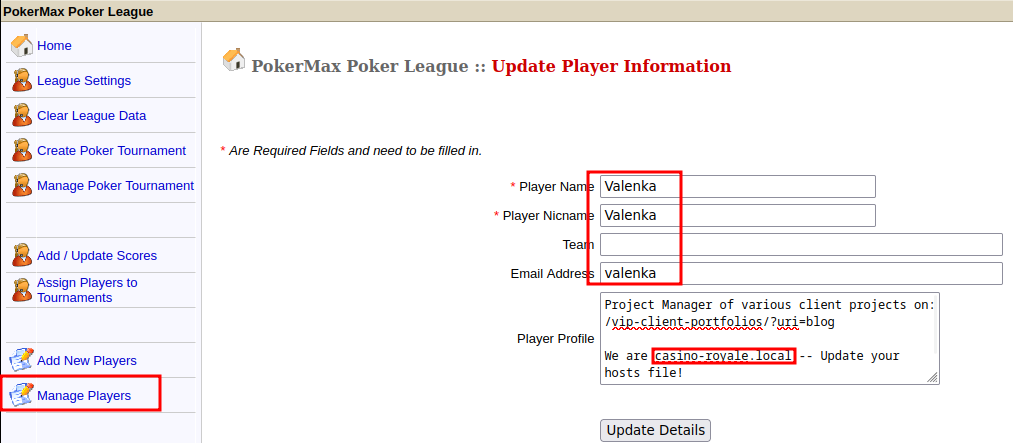 PokerMax Poker League
Home
League Settings
Clear League Data
Create Poker Tournament
Manage Poker Tournament
Add / Update Scores
Assign Players to
Tournaments
Add New Players
Manage Players
PokerMax Poker League :: Update Player Information
* Are Required Fields and need to be filled in.
* Player Name Valenka
* Player Nicname Valenka
Team
Email Address valenka
Player Profile
Project Manager of various client projects on:
/vip-client-portfolios/?uri=blog
We are casino-royale.local -- Update your
hosts file!
Update Details